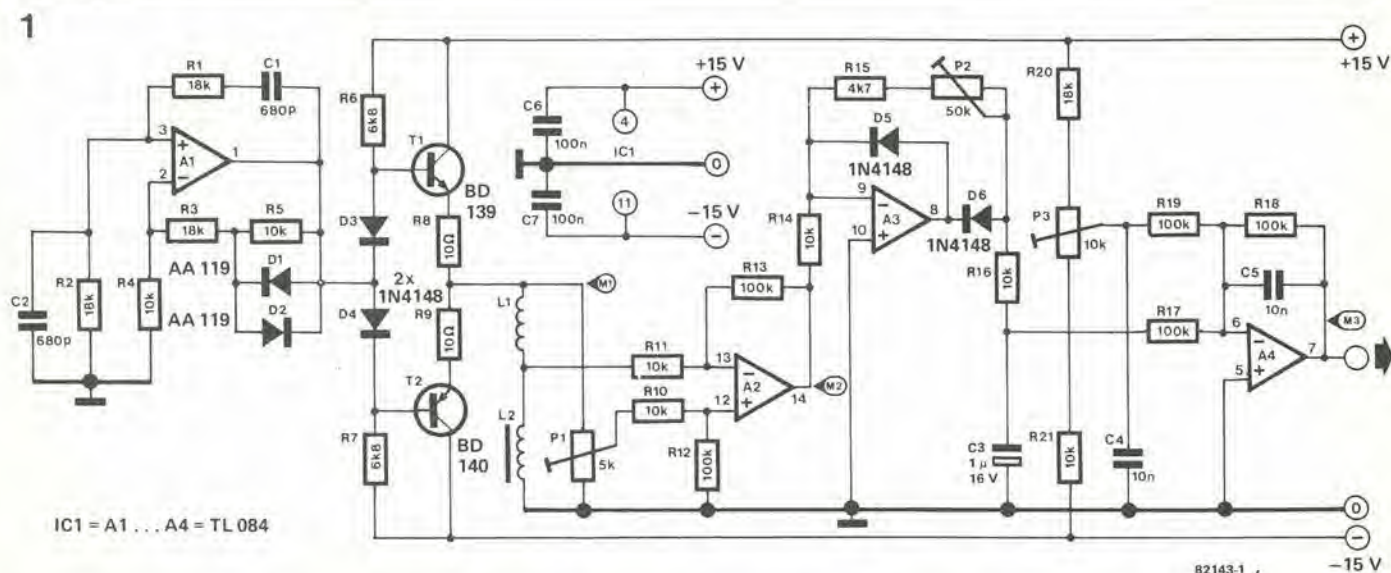 1
R1
18k
C1
680p
3
+
A1
1
2
−
R3
18k
R5
10k
AA 119
D1
AA 119
D2
C2
680p
R2
18k
R4
10k
IC1 = A1 . . . A4 = TL 084
R6
6k8
T1
BD
139
D3
R8
10Ω
2x
1N4148
D4
R9
10Ω
T2
BD
140
R7
6k8
+15 V
+
C6
100n
4
IC1
0
C7
100n
11
−15 V
−
M1
L1
L2
P1
5k
R11
10k
R10
10k
R12
100k
R13
100k
13
−
A2
12
+
14
M2
R14
10k
R15
4k7
P2
50k
D5
1N4148
9
−
A3
8
10
+
D6
1N4148
R16
10k
C3
1 µ
16 V
R20
18k
P3
10k
R21
10k
C4
10n
R19
100k
R18
100k
R17
100k
C5
10n
6
−
A4
7
5
+
M3
+
+15 V
0
−
−15 V
82143-1